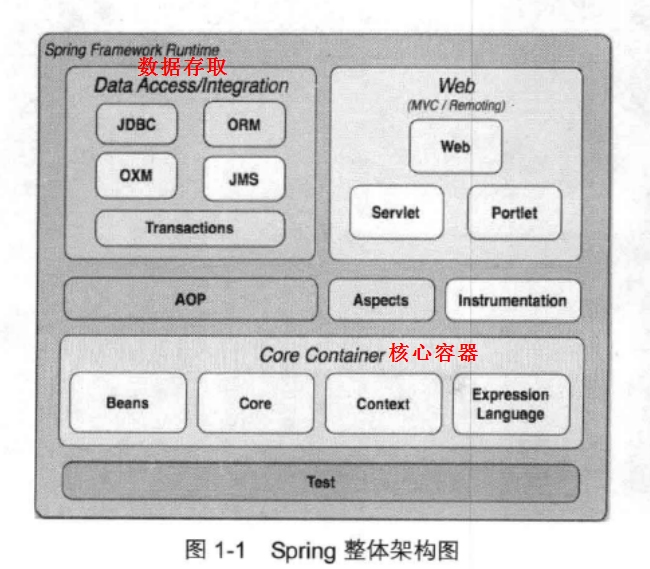 Spring Framework Runtime
数据存取
Data Access/Integration
JDBC
ORM
OXM
JMS
Transactions
Web
(MVC / Remoting)
Web
Servlet
Portlet
AOP
Aspects
Instrumentation
Core Container 核心容器
Beans
Core
Context
Expression
Language
Test
图 1-1 Spring 整体架构图